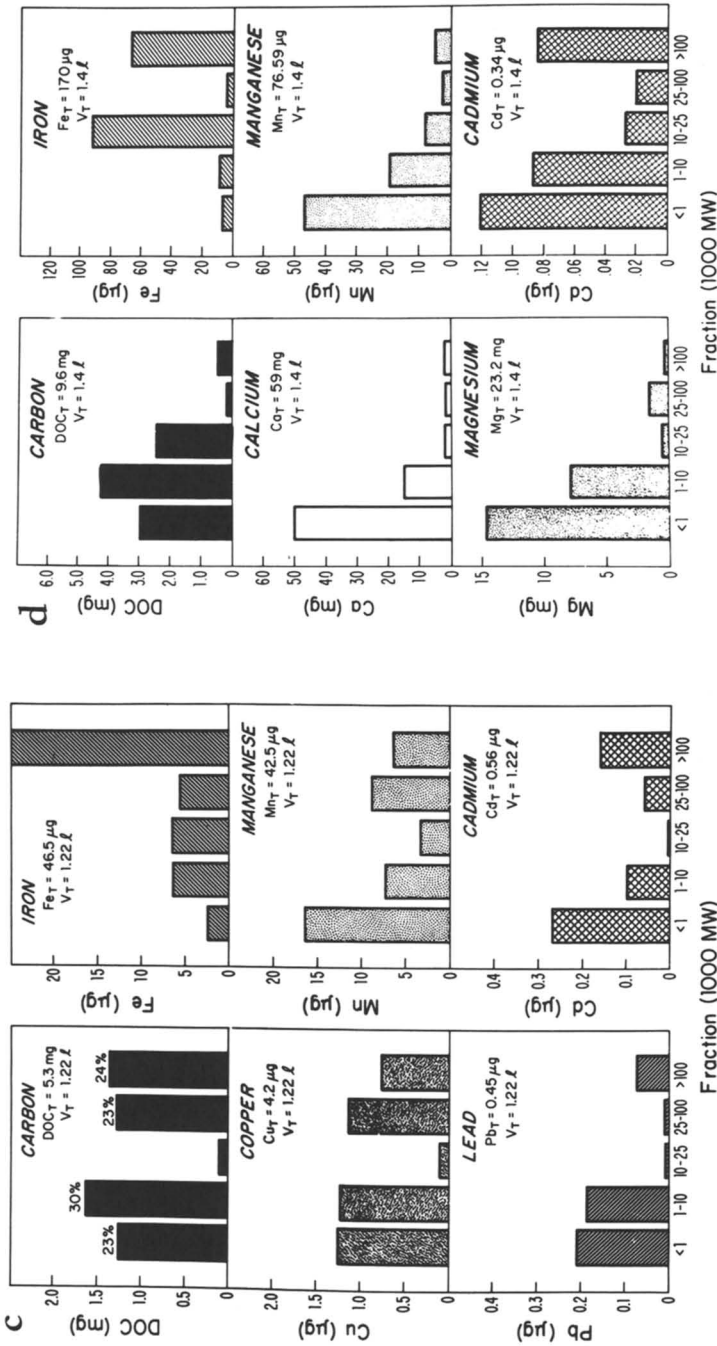 c
CARBON
DOC_T = 5.3 mg
V_T = 1.22 ℓ
DOC (mg)
2.0
1.5
1.0
0.5
0
23%
30%
23%
24%
IRON
Fe_T = 46.5 μg
V_T = 1.22 ℓ
Fe (μg)
20
15
10
5
0
COPPER
Cu_T = 4.2 μg
V_T = 1.22 ℓ
Cu (μg)
2.0
1.5
1.0
0.5
0
MANGANESE
Mn_T = 42.5 μg
V_T = 1.22 ℓ
Mn (μg)
20
15
10
5
0
LEAD
Pb_T = 0.45 μg
V_T = 1.22 ℓ
Pb (μg)
0.4
0.3
0.2
0.1
0
<1 1-10 10-25 25-100 >100
CADMIUM
Cd_T = 0.56 μg
V_T = 1.22 ℓ
Cd (μg)
0.4
0.3
0.2
0.1
0
<1 1-10 10-25 25-100 >100
Fraction (1000 MW)
d
CARBON
DOC_T = 9.6 mg
V_T = 1.4 ℓ
DOC (mg)
6.0
5.0
4.0
3.0
2.0
1.0
0
IRON
Fe_T = 170 μg
V_T = 1.4 ℓ
Fe (μg)
120
100
80
60
40
20
0
CALCIUM
Ca_T = 59 mg
V_T = 1.4 ℓ
Ca (mg)
60
50
40
30
20
10
0
MANGANESE
Mn_T = 76.59 μg
V_T = 1.4 ℓ
Mn (μg)
60
50
40
30
20
10
0
MAGNESIUM
Mg_T = 23.2 mg
V_T = 1.4 ℓ
Mg (mg)
15
10
5
0
<1 1-10 10-25 25-100 >100
CADMIUM
Cd_T = 0.34 μg
V_T = 1.4 ℓ
Cd (μg)
.12
.10
.08
.06
.04
.02
0
<1 1-10 10-25 25-100 >100
Fraction (1000 MW)